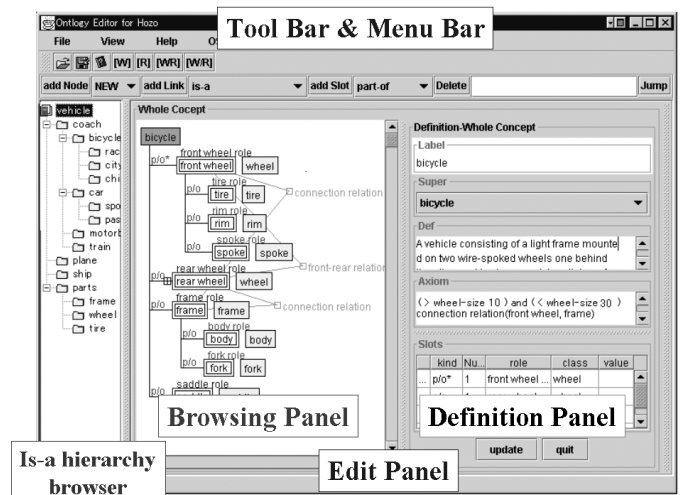 Ontlogy Editor for Hozo
Tool Bar & Menu Bar
File View Help
[W] [R] [WR] [W/R]
add Node NEW add Link is-a add Slot part-of Delete Jump
vehicle
coach
bicycle
rac
city
chi
car
spo
pas
motorb
train
plane
ship
parts
frame
wheel
tire
Whole Cocept
bicycle
front wheel role
p/o* front wheel wheel
tire role
p/o tire tire
connection relation
rim role
p/o rim rim
spoke role
p/o spoke spoke
front-rear relation
rear wheel role
p/o rear wheel wheel
frame role
p/o frame frame
connection relation
body role
p/o body body
fork role
p/o fork fork
saddle role
p/o
Definition-Whole Concept
Label
bicycle
Super
bicycle
Def
A vehicle consisting of a light frame mounte
d on two wire-spoked wheels one behind
Axiom
(> wheel-size 10 ) and (< wheel-size 30 )
connection relation(front wheel, frame)
Slots
kind Nu... role class value
... p/o* 1 front wheel ... wheel
update quit
Browsing Panel
Definition Panel
Edit Panel
Is-a hierarchy
browser